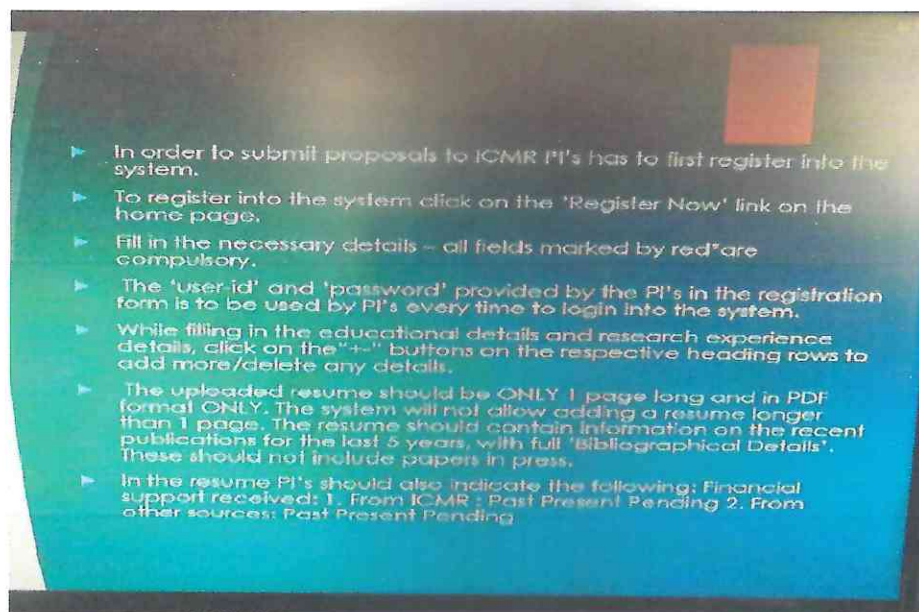 In order to submit proposals to ICMR PI's has to first register into the
system.
To register into the system click on the 'Register Now' link on the
home page.
Fill in the necessary details – all fields marked by red*are
compulsory.
The 'user-id' and 'password' provided by the PI's in the registration
form is to be used by PI's every time to login into the system.
While filling in the educational details and research experience
details, click on the"+-" buttons on the respective heading rows to
add more/delete any details.
The uploaded resume should be ONLY 1 page long and in PDF
format ONLY. The system will not allow adding a resume longer
than 1 page. The resume should contain information on the recent
publications for the last 5 years, with full 'Bibliographical Details'.
These should not include papers in press.
In the resume PI's should also indicate the following: Financial
support received: 1. From ICMR : Past Present Pending 2. From
other sources: Past Present Pending